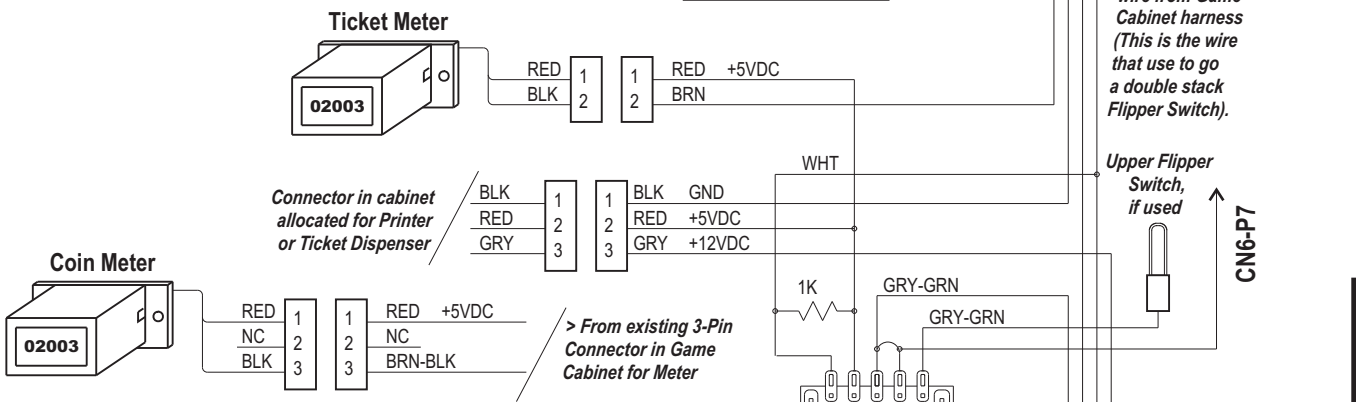 wire from Game
Cabinet harness
(This is the wire
that use to go
a double stack
Flipper Switch).
Ticket Meter
02003
RED 1 1 RED +5VDC
BLK 2 2 BRN
WHT
Upper Flipper
Switch,
if used
CN6-P7
Connector in cabinet
allocated for Printer
or Ticket Dispenser
BLK 1 1 BLK GND
RED 2 2 RED +5VDC
GRY 3 3 GRY +12VDC
Coin Meter
02003
RED 1 1 RED +5VDC
NC 2 2 NC
BLK 3 3 BRN-BLK
> From existing 3-Pin
Connector in Game
Cabinet for Meter
1K
GRY-GRN
GRY-GRN